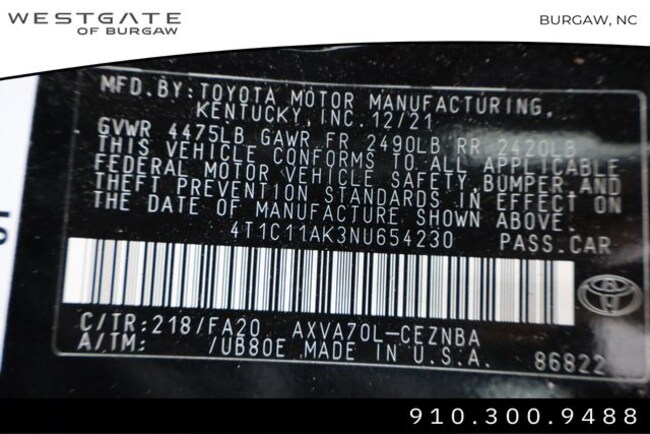 WESTGATE
OF BURGAW
BURGAW, NC
MFD. BY: TOYOTA MOTOR MANUFACTURING,
KENTUCKY, INC. 12/21
GVWR 4475LB GAWR FR 2490LB RR 2420LB
THIS VEHICLE CONFORMS TO ALL APPLICABLE
FEDERAL MOTOR VEHICLE SAFETY, BUMPER AND
THEFT PREVENTION STANDARDS IN EFFECT ON
THE DATE OF MANUFACTURE SHOWN ABOVE.
4T1C11AK3NU654230 PASS.CAR
C/TR:218/FA20 AXVA70L-CEZNBA
A/TM: /UB80E MADE IN U.S.A. 86822
910.300.9488